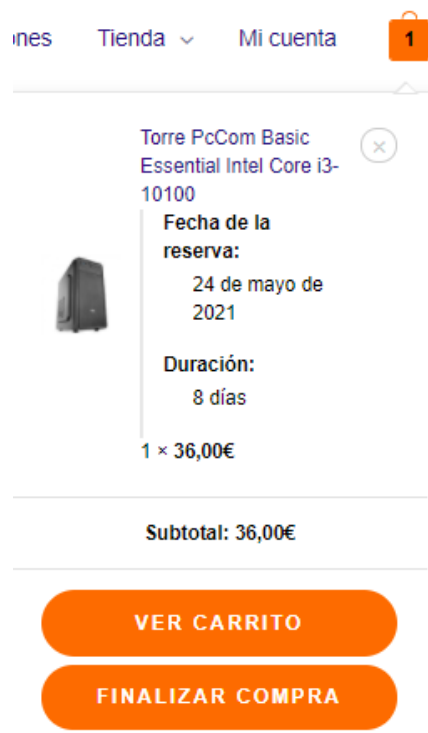 Tienda
Mi cuenta
1
Torre PcCom Basic
Essential Intel Core i3-
10100
Fecha de la
reserva:
24 de mayo de
2021
Duración:
8 días
1 × 36,00€
Subtotal: 36,00€
VER CARRITO
FINALIZAR COMPRA